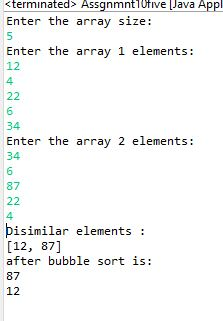 <terminated> Assgnmnt10five [Java Appl
Enter the array size:
5
Enter the array 1 elements:
12
4
22
6
34
Enter the array 2 elements:
34
6
87
22
4
Disimilar elements :
[12, 87]
after bubble sort is:
87
12